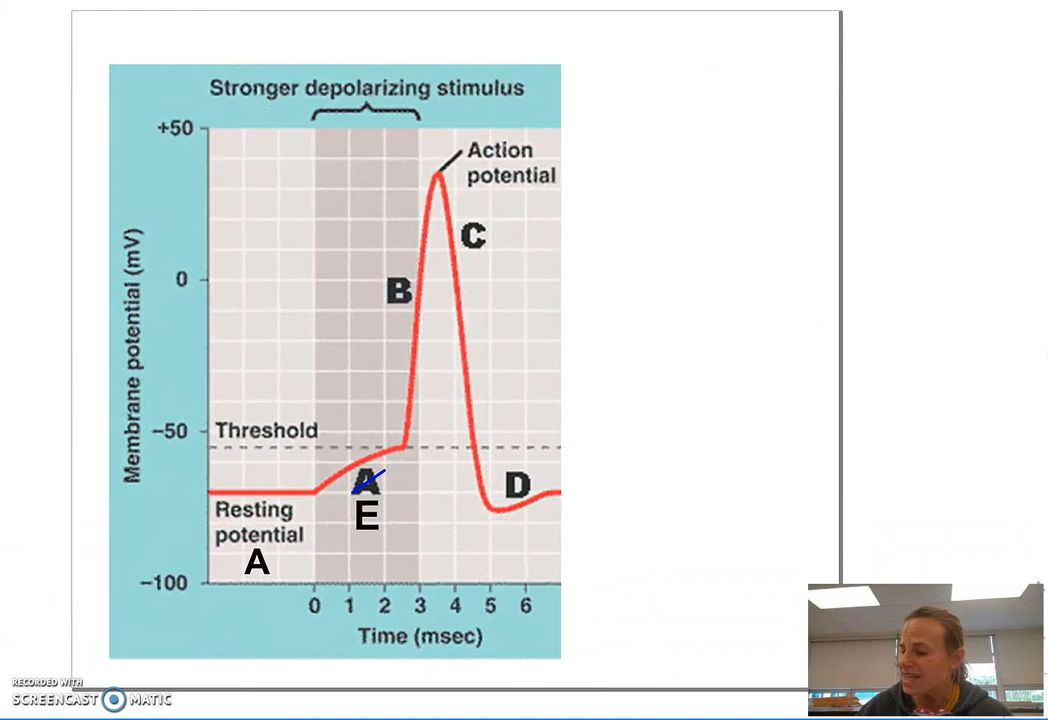 Stronger depolarizing stimulus
+50
Action
potential
C
0
B
Membrane potential (mV)
-50
Threshold
A
D
E
Resting
potential
A
-100
0 1 2 3 4 5 6
Time (msec)
RECORDED WITH
SCREENCAST MATIC